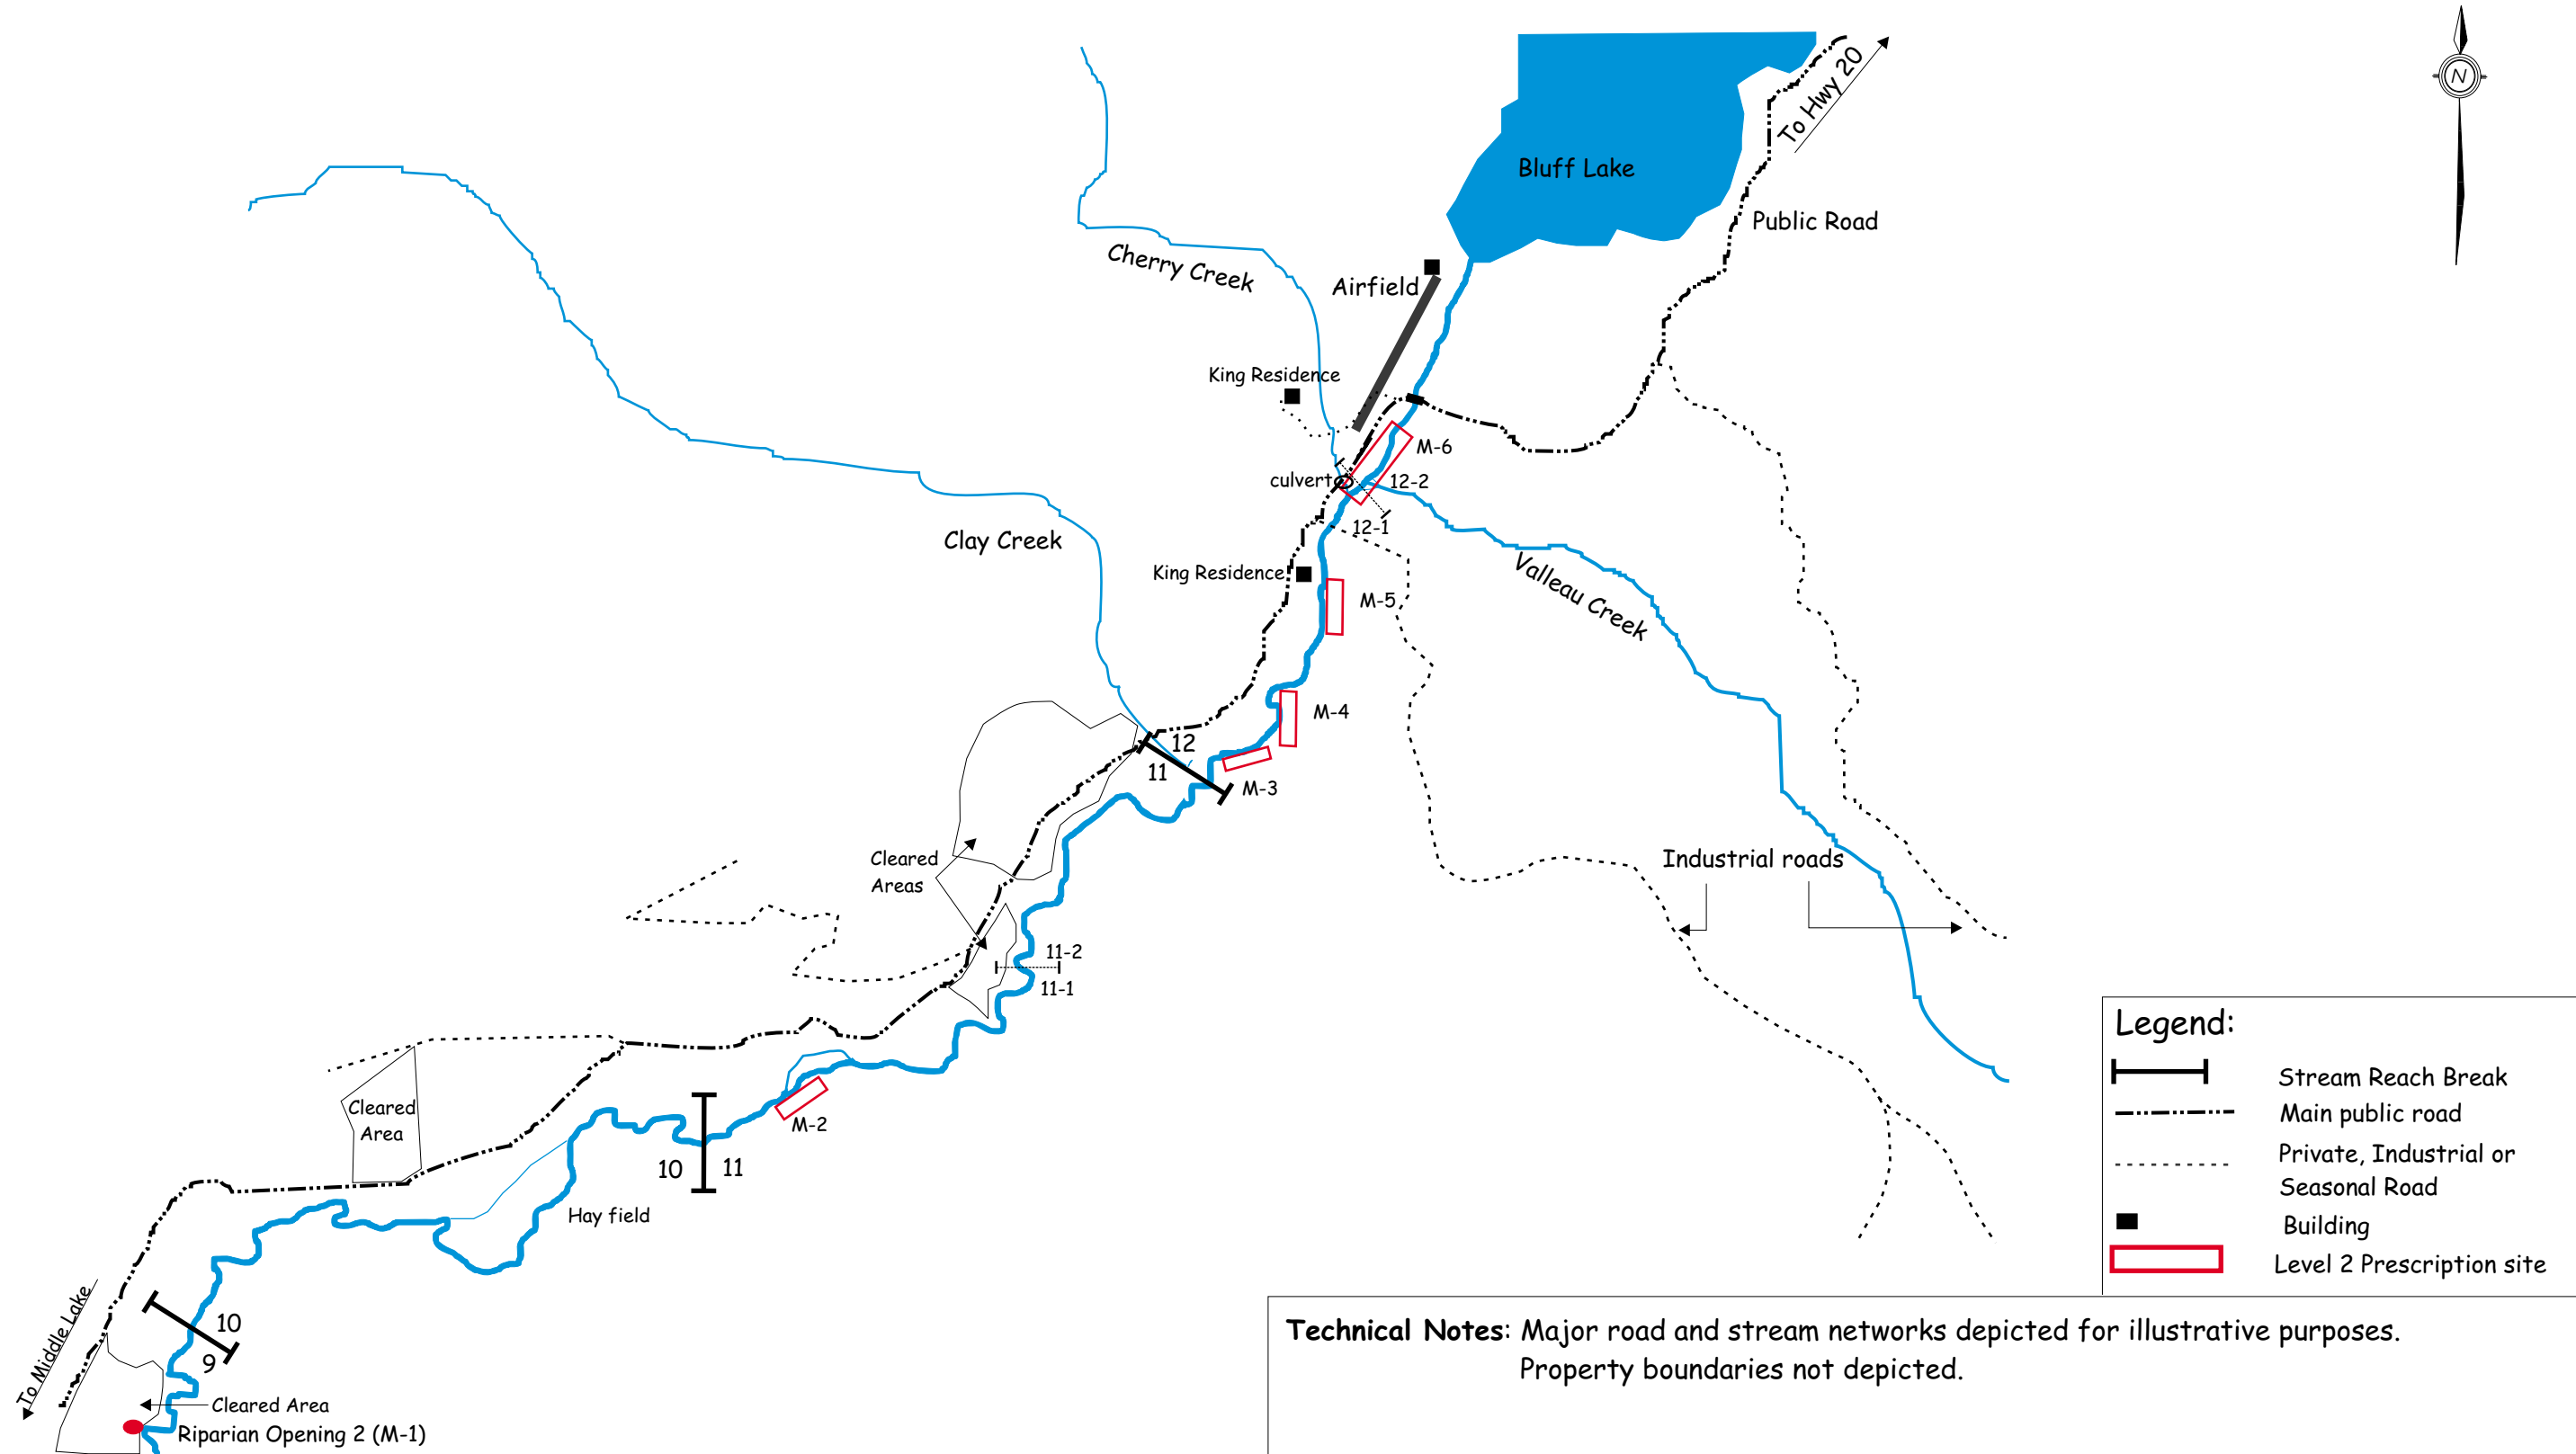 To Hwy 20
N
Bluff Lake
Public Road
Cherry Creek
Airfield
King Residence
M-6
culvert
12-2
12-1
Clay Creek
Valleau Creek
King Residence
M-5
M-4
12
11
M-3
Cleared
Areas
Industrial roads
11-2
11-1
Cleared
Area
M-2
10
11
Hay field
To Middle Lake
10
9
Cleared Area
Riparian Opening 2 (M-1)
Legend:
Stream Reach Break
Main public road
Private, Industrial or
Seasonal Road
Building
Level 2 Prescription site
Technical Notes: Major road and stream networks depicted for illustrative purposes.
Property boundaries not depicted.